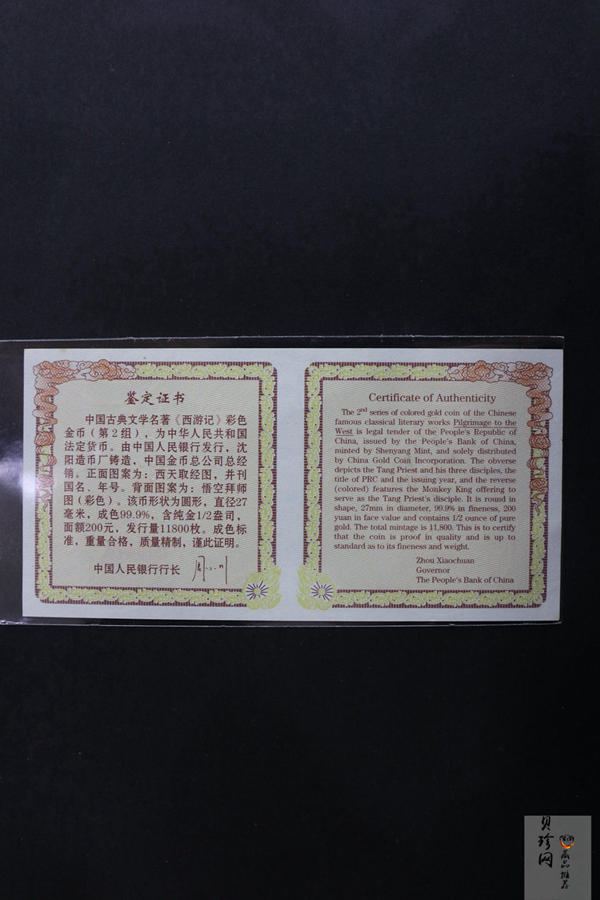 鉴定证书
中国古典文学名著《西游记》彩色
金币（第2组），为中华人民共和国
法定货币。由中国人民银行发行，沈
阳造币厂铸造，中国金币总公司总经
销。正面图案为：西天取经图，并刊
国名、年号。背面图案为：悟空拜师
图（彩色）。该币形状为圆形，直径27
毫米，成色99.9%，含纯金1/2盎司，
面额200元，发行量11800枚。成色标
准，重量合格，质量精制，谨此证明。
中国人民银行行长
Certificate of Authenticity
The 2nd series of colored gold coin of the Chinese
famous classical literary works Pilgrimage to the
West is legal tender of the People's Republic of
China, issued by the People's Bank of China,
minted by Shenyang Mint, and solely distributed
by China Gold Coin Incorporation. The obverse
depicts the Tang Priest and his three disciples, the
title of PRC and the issuing year, and the reverse
(colored) features the Monkey King offering to
serve as the Tang Priest's disciple. It is round in
shape, 27mm in diameter, 99.9% in fineness, 200
yuan in face value and contains 1/2 ounce of pure
gold. The total mintage is 11,800. This is to certify
that the coin is proof in quality and is up to
standard as to its fineness and weight.
Zhou Xiaochuan
Governor
The People's Bank of China
贝珍网
藏品推荐